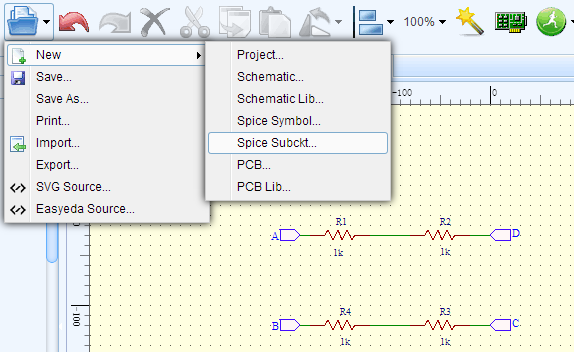 100%
New
Save...
Save As...
Print...
Import...
Export...
SVG Source...
Easyeda Source...
Project...
Schematic...
Schematic Lib...
Spice Symbol...
Spice Subckt...
PCB...
PCB Lib...
-100 0
-100
R1 R2
A D
1k 1k
R4 R3
B C
1k 1k